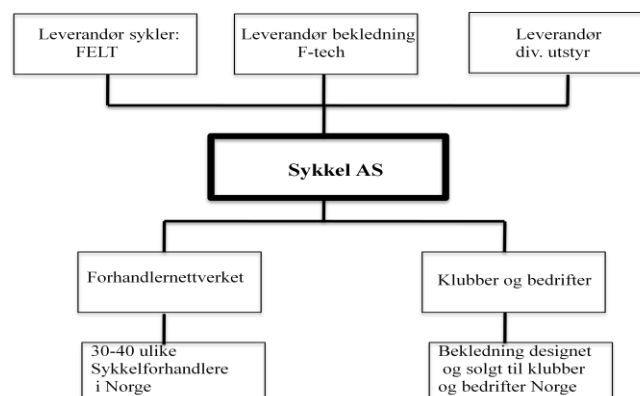 Leverandør sykler:
FELT
Leverandør bekledning
F-tech
Leverandør
div. utstyr
Sykkel AS
Forhandlernettverket
Klubber og bedrifter
30-40 ulike
Sykkelforhandlere
i Norge
Bekledning designet
og solgt til klubber
og bedrifter Norge